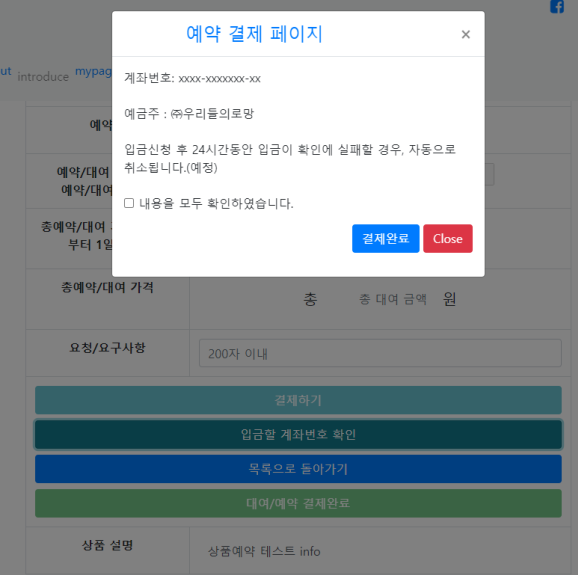 예약 결제 페이지
×
계좌번호: xxxx-xxxxxxx-xx
예금주 : ㈜우리들의로망
입금신청 후 24시간동안 입금이 확인에 실패할 경우, 자동으로
취소됩니다.(예정)
내용을 모두 확인하였습니다.
결제완료 Close
ut introduce mypag
예약
예약/대여
예약/대여
총예약/대여
부터 1일
총예약/대여 가격
총 총 대여 금액 원
요청/요구사항
200자 이내
결제하기
입금할 계좌번호 확인
목록으로 돌아가기
대여/예약 결제완료
상품 설명
상품예약 테스트 info